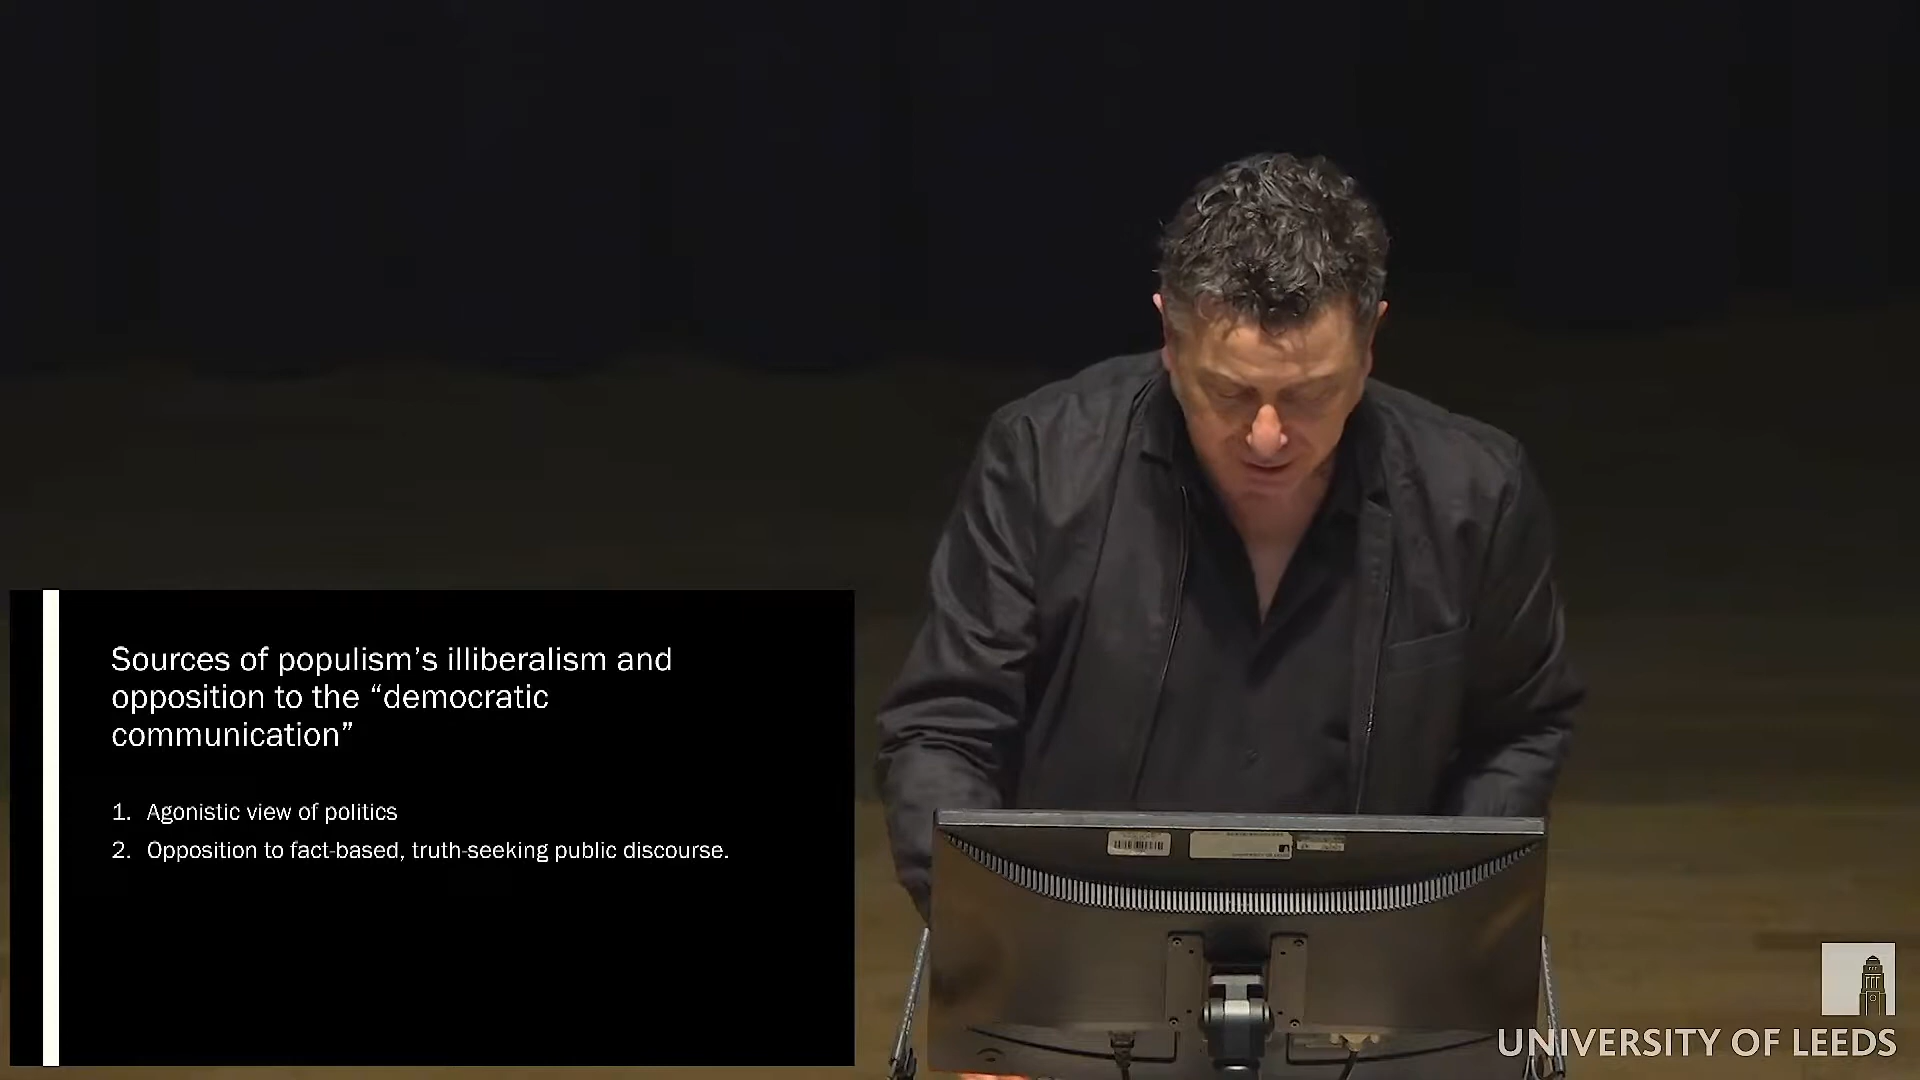 Sources of populism’s illiberalism and
opposition to the “democratic
communication”
1. Agonistic view of politics
2. Opposition to fact-based, truth-seeking public discourse.
UNIVERSITY OF LEEDS